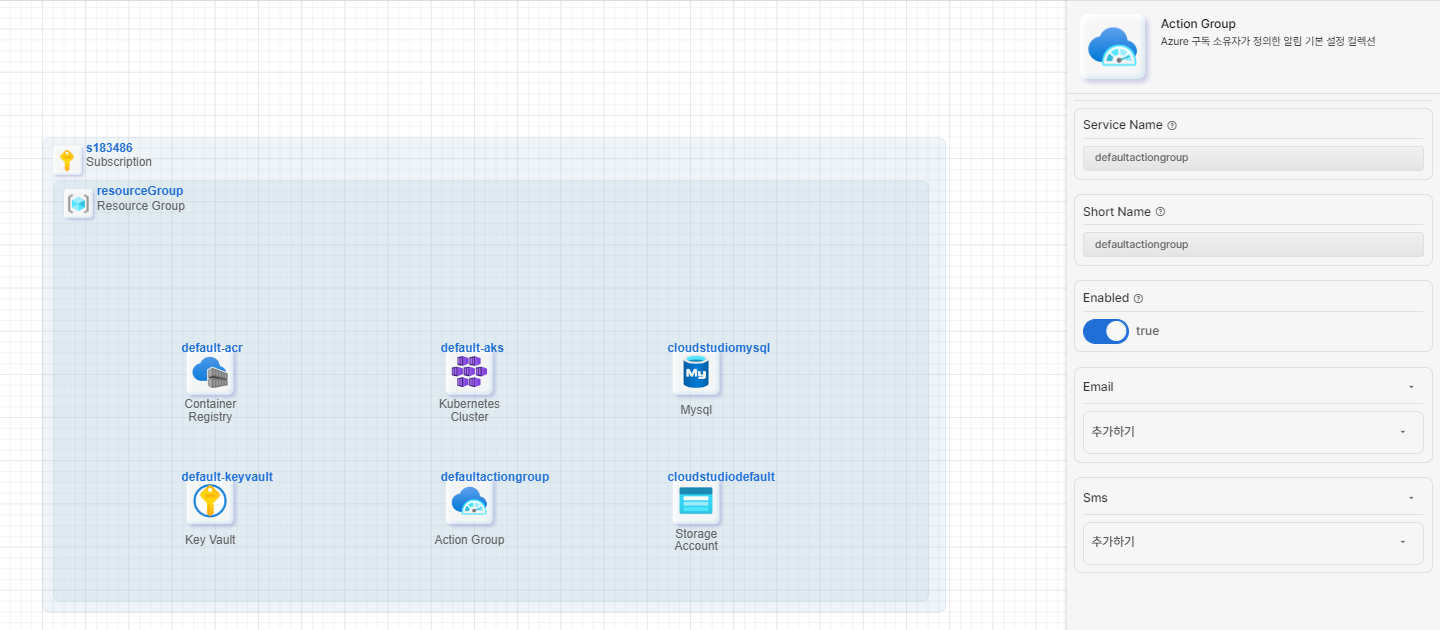 s183486
Subscription
resourceGroup
Resource Group
default-acr
Container
Registry
default-aks
Kubernetes
Cluster
cloudstudiomysql
My
Mysql
default-keyvault
Key Vault
defaultactiongroup
Action Group
cloudstudiodefault
Storage
Account
Action Group
Azure 구독 소유자가 정의한 알림 기본 설정 컬렉션
Service Name
defaultactiongroup
Short Name
defaultactiongroup
Enabled
true
Email
추가하기
Sms
추가하기